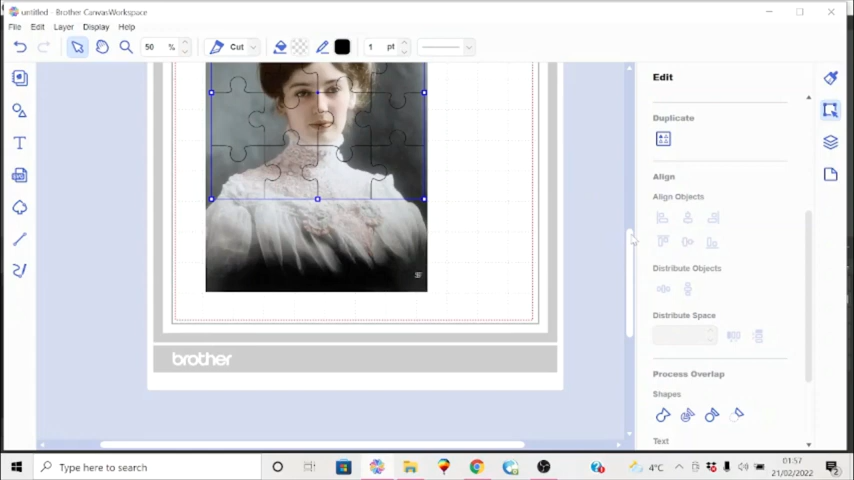 untitled - Brother CanvasWorkspace
File Edit Layer Display Help
50 % Cut 1 pt
Edit
Duplicate
Align
Align Objects
Distribute Objects
Distribute Space
Process Overlap
Shapes
Text
brother
Type here to search
4°C
01:57
21/02/2022
2